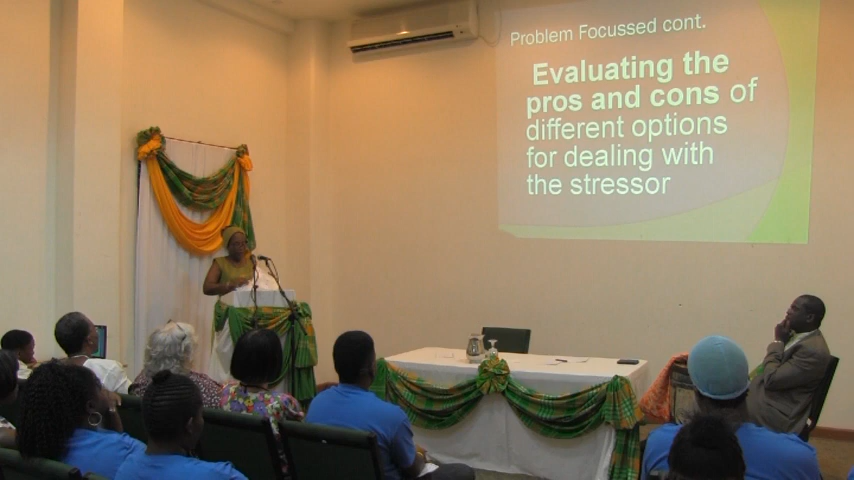 Problem Focussed cont.
Evaluating the
pros and cons of
different options
for dealing with
the stressor